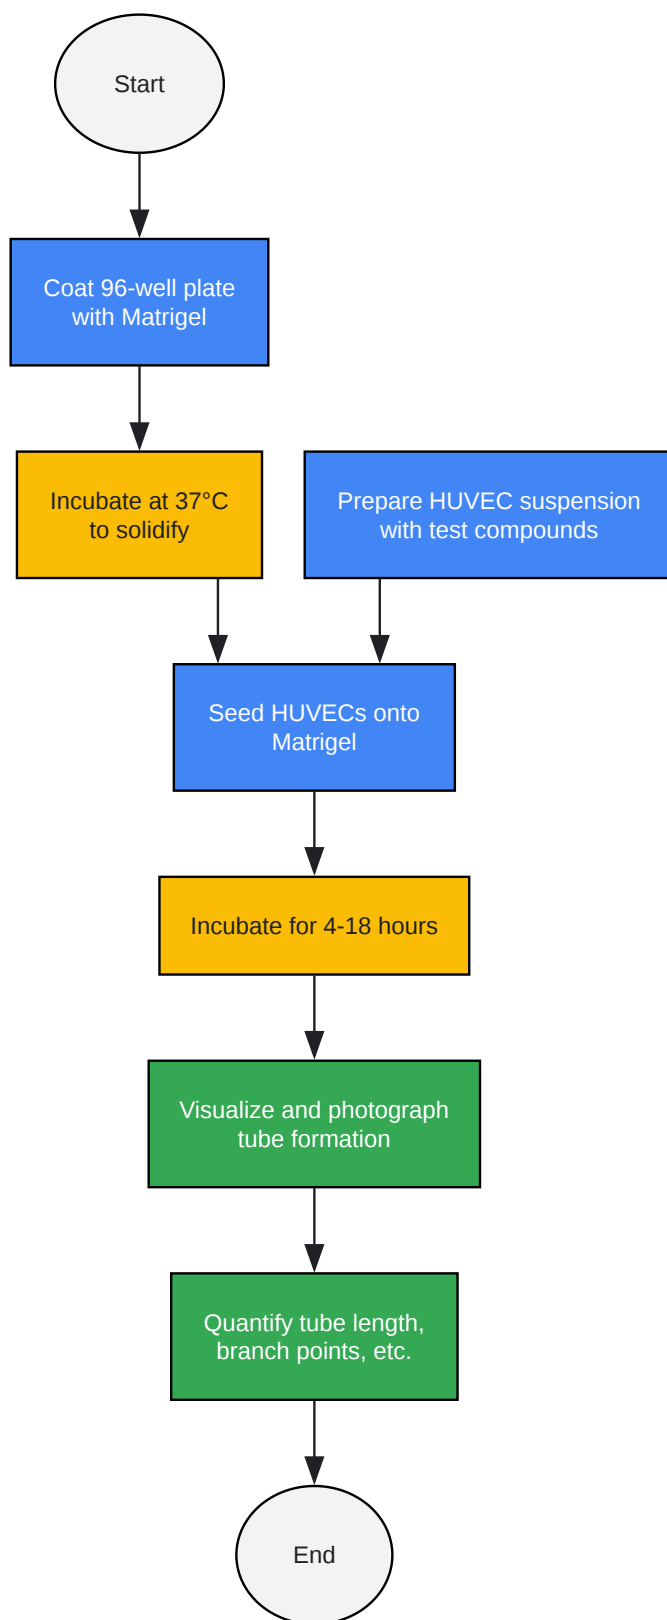 Start
Coat 96-well plate
with Matrigel
Incubate at 37°C
to solidify
Prepare HUVEC suspension
with test compounds
Seed HUVECs onto
Matrigel
Incubate for 4-18 hours
Visualize and photograph
tube formation
Quantify tube length,
branch points, etc.
End